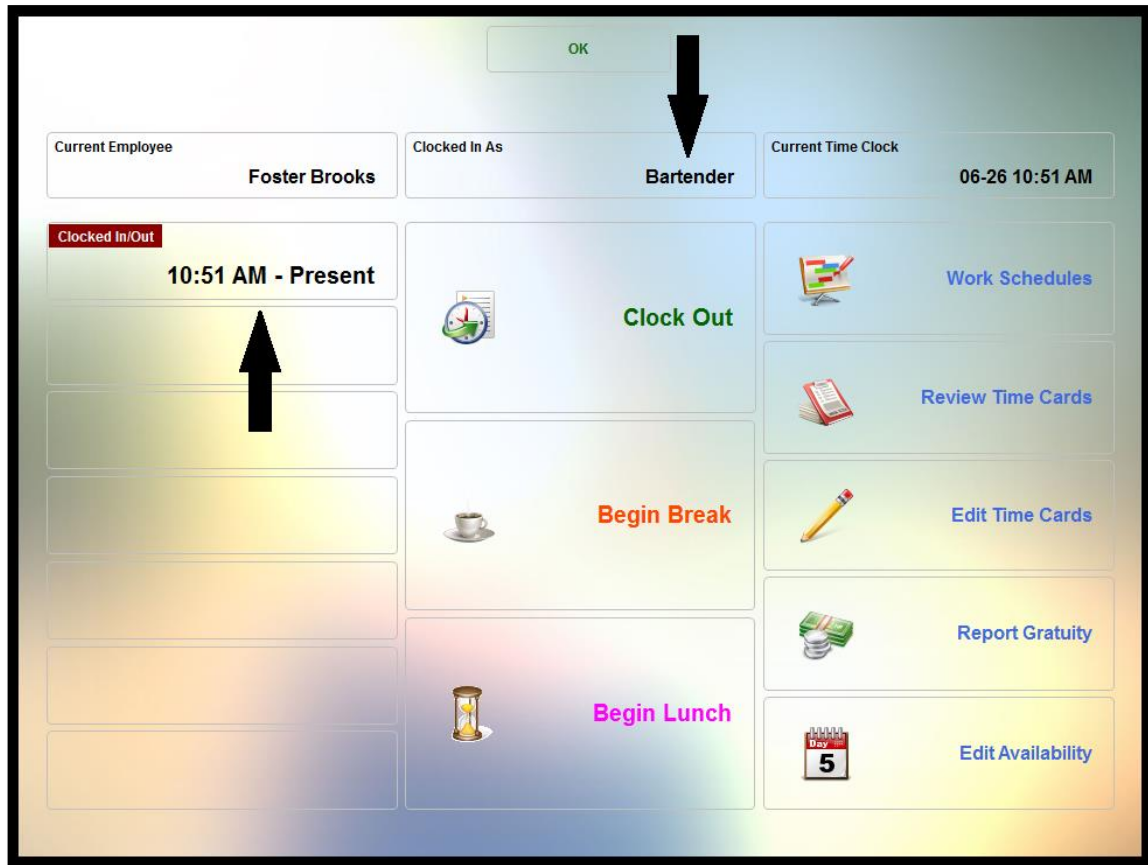 OK
Current Employee
Foster Brooks
Clocked In As
Bartender
Current Time Clock
06-26 10:51 AM
Clocked In/Out
10:51 AM - Present
Clock Out
Begin Break
Begin Lunch
Work Schedules
Review Time Cards
Edit Time Cards
Report Gratuity
Day
5
Edit Availability